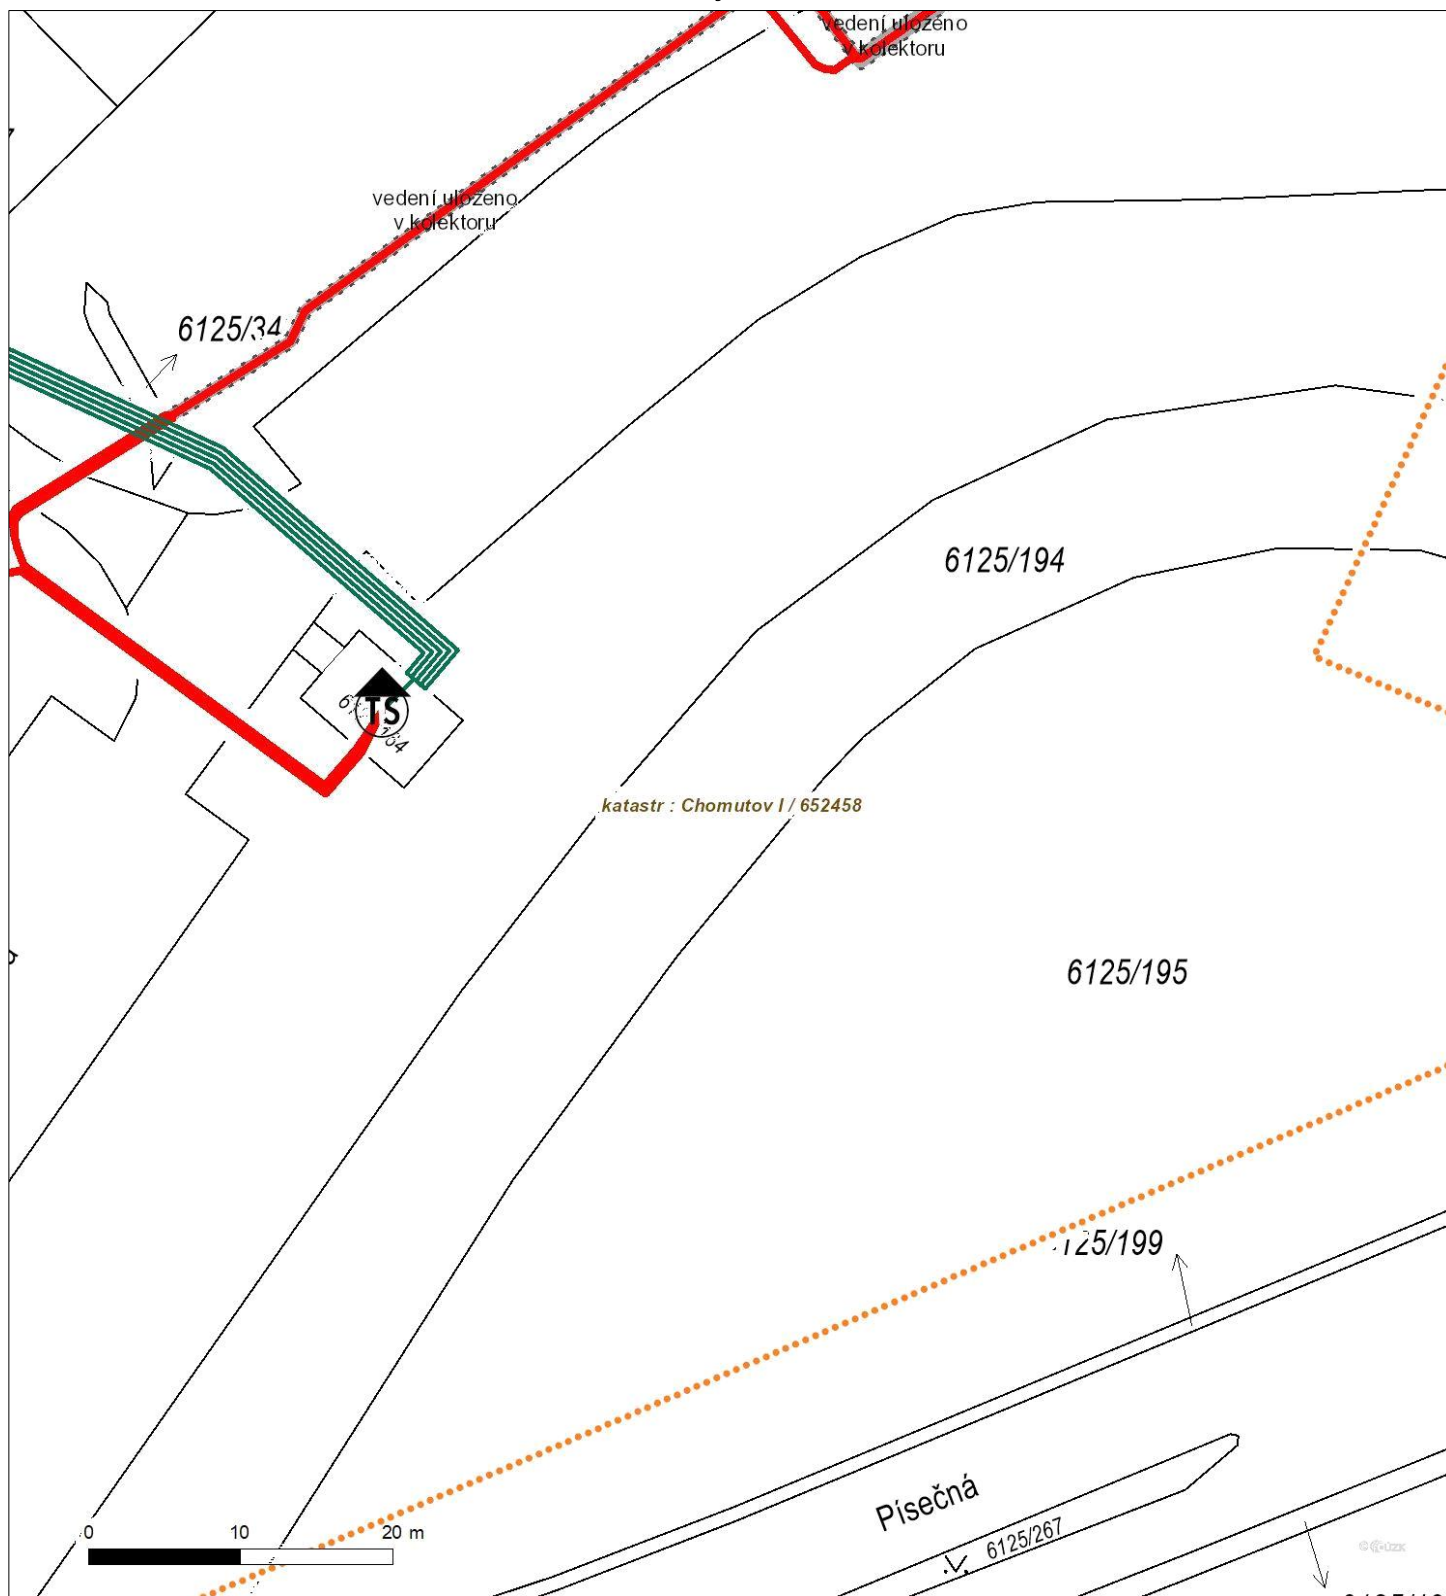 vedení uloženo
v kolektoru
vedení uloženo
v kolektoru
6125/34
6125/194
TS
katastr : Chomutov I / 652458
6125/195
125/199
Písečná
6125/267
0 10 20 m